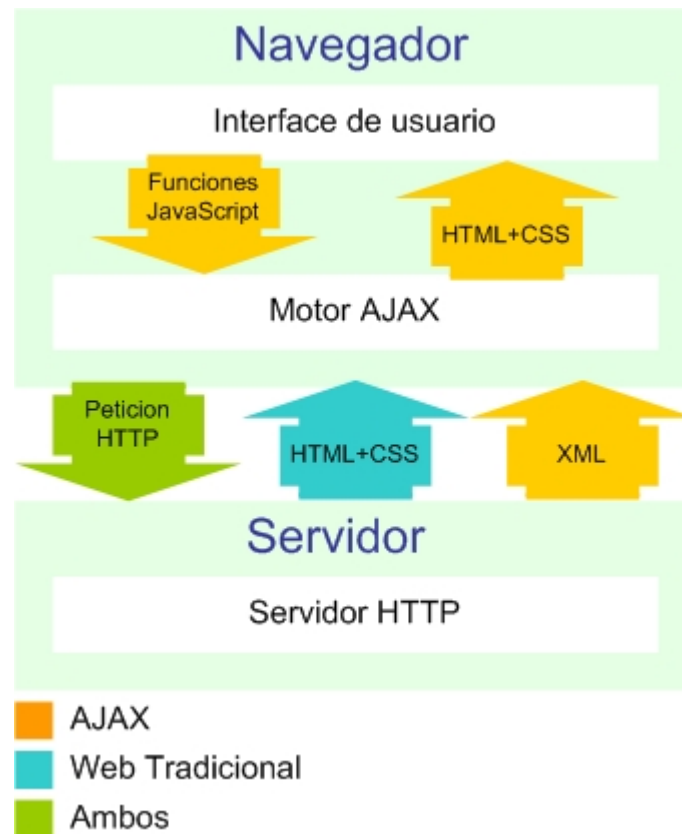 Navegador
Interface de usuario
Funciones
JavaScript
HTML+CSS
Motor AJAX
Peticion
HTTP
HTML+CSS
XML
Servidor
Servidor HTTP
AJAX
Web Tradicional
Ambos